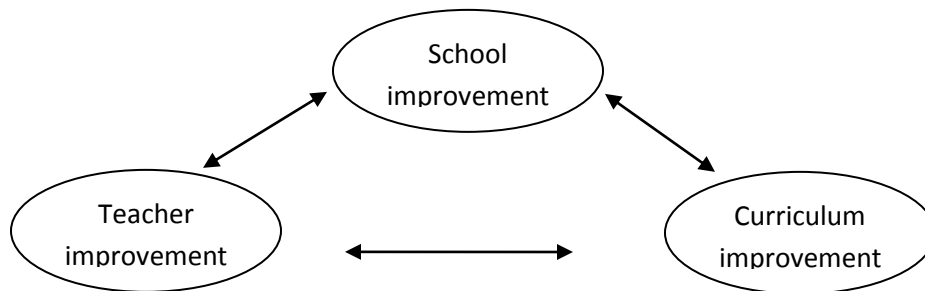 School
improvement
Teacher
improvement
Curriculum
improvement